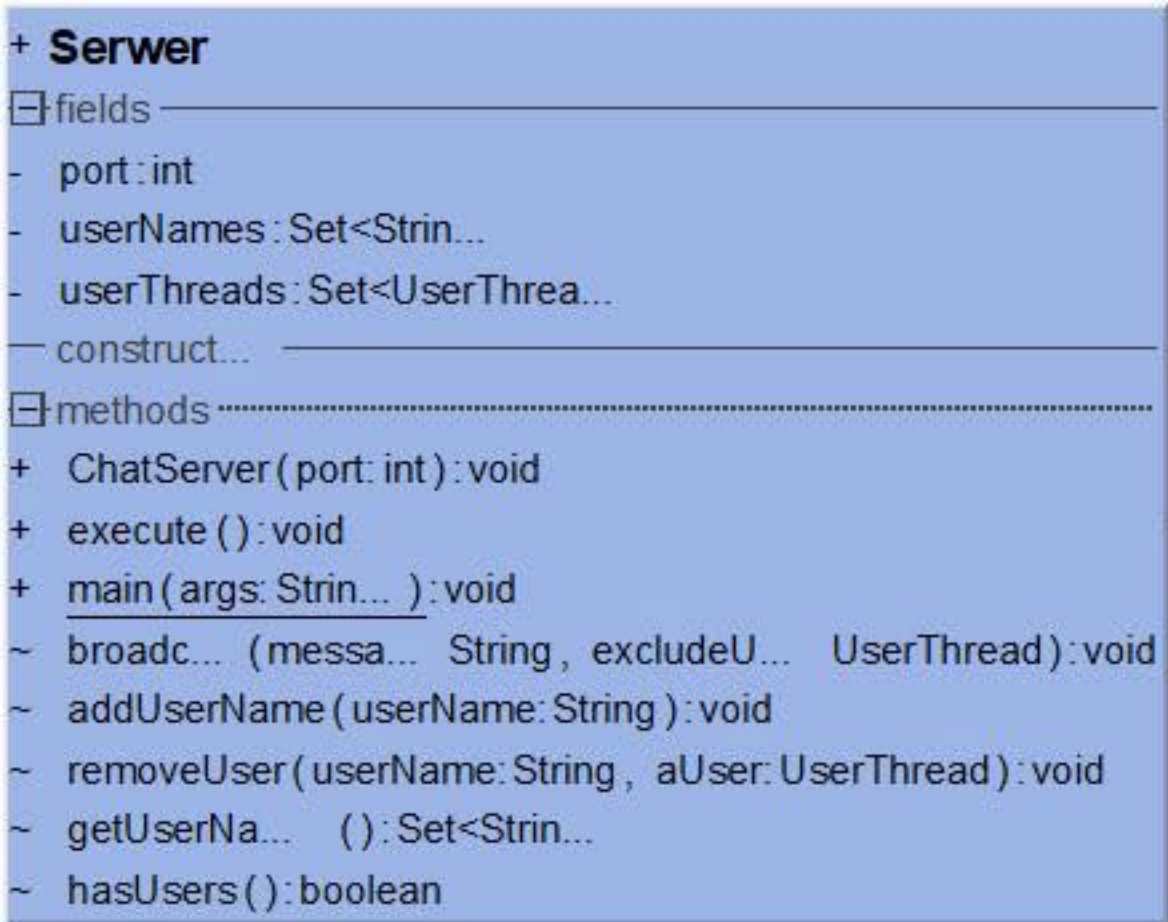 + Serwer
fields
- port : int
- userNames : Set<Strin...
- userThreads : Set<UserThrea...
construct...
methods
+ ChatServer ( port: int ) : void
+ execute ( ) : void
+ main ( args: Strin... ) : void
~ broadc... ( messa... String , excludeU... UserThread ) : void
~ addUserName ( userName: String ) : void
~ removeUser ( userName: String , aUser: UserThread ) : void
~ getUserNa... ( ) : Set<Strin...
~ hasUsers ( ) : boolean